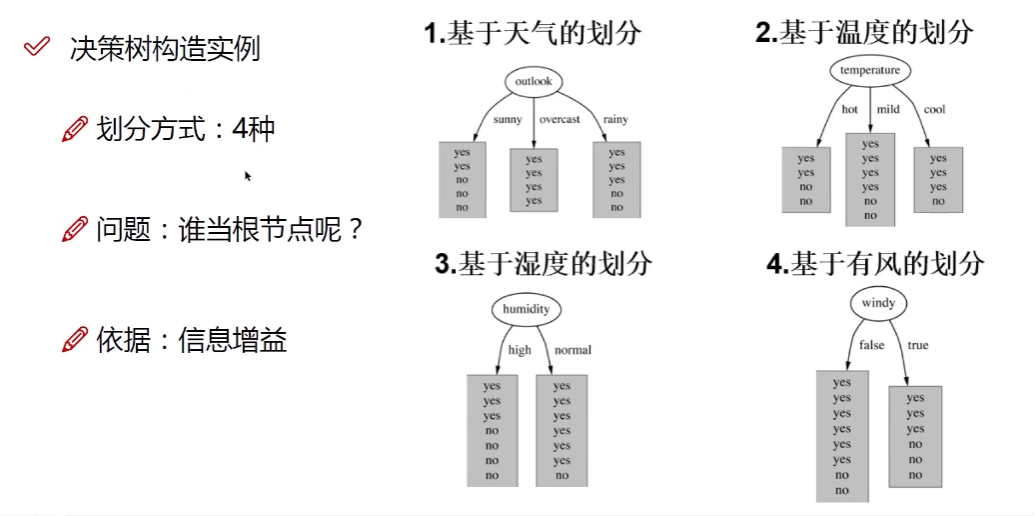 决策树构造实例
划分方式：4种
问题：谁当根节点呢？
依据：信息增益
1.基于天气的划分
outlook
sunny
overcast
rainy
yes
yes
no
no
no
yes
yes
yes
yes
yes
yes
yes
no
no
2.基于温度的划分
temperature
hot
mild
cool
yes
yes
no
no
yes
yes
yes
yes
no
no
yes
yes
yes
no
3.基于湿度的划分
humidity
high
normal
yes
yes
yes
no
no
no
no
yes
yes
yes
yes
yes
yes
no
4.基于有风的划分
windy
false
true
yes
yes
yes
yes
yes
yes
no
no
yes
yes
yes
no
no
no